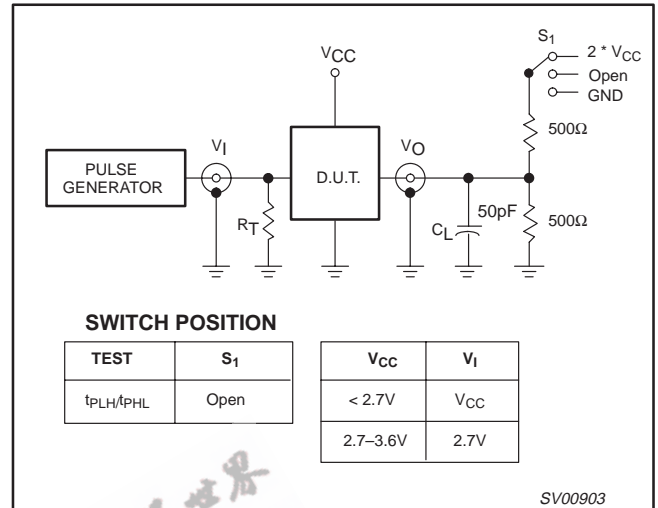 S1
2 * VCC
Open
GND
VCC
500Ω
VI
VO
PULSE
GENERATOR
D.U.T.
RT
50pF
CL
500Ω
SWITCH POSITION
TEST S1
tPLH/tPHL Open
VCC VI
< 2.7V VCC
2.7–3.6V 2.7V
SV00903